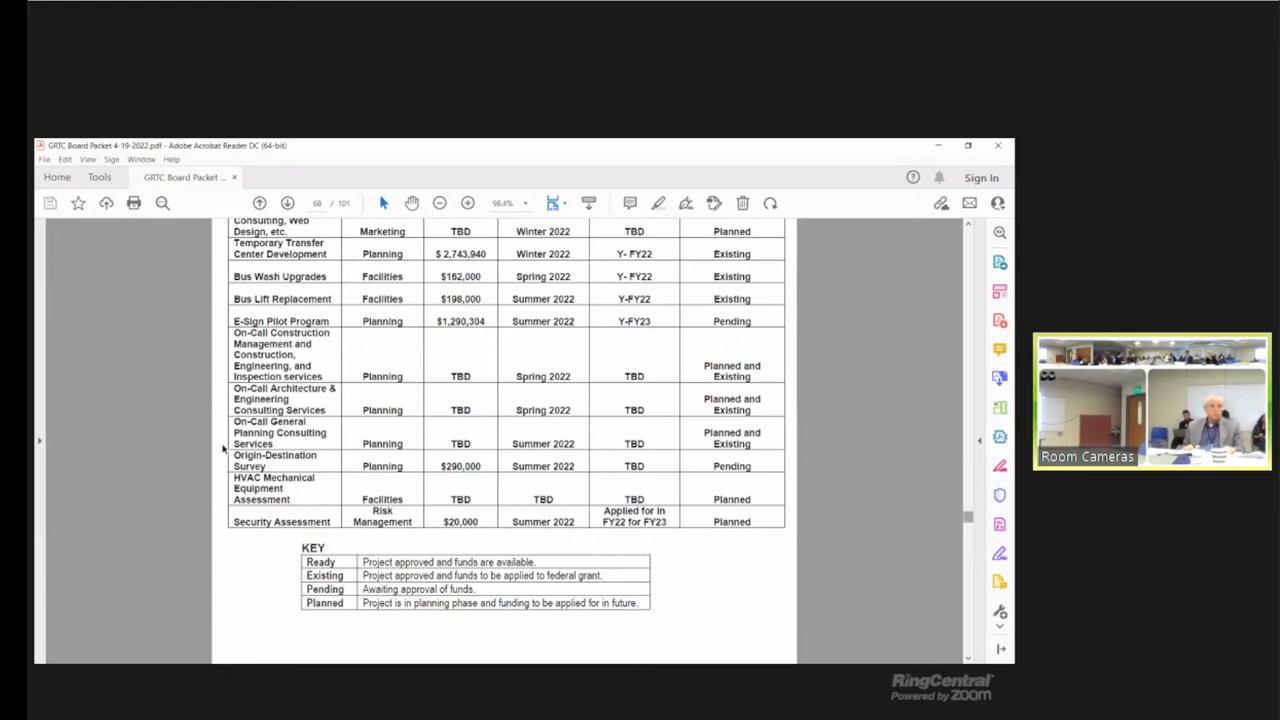 GRTC Board Packet 4-19-2022.pdf - Adobe Acrobat Reader DC (64-bit)
File Edit View Sign Window Help
Home Tools GRTC Board Packet ... × Sign In
68 / 101 98.4%
Consulting, Web
Design, etc. Marketing TBD Winter 2022 TBD Planned
Temporary Transfer
Center Development Planning $ 2,743,940 Winter 2022 Y- FY22 Existing
Bus Wash Upgrades Facilities $162,000 Spring 2022 Y- FY22 Existing
Bus Lift Replacement Facilities $198,000 Summer 2022 Y-FY22 Existing
E-Sign Pilot Program Planning $1,290,304 Summer 2022 Y-FY23 Pending
On-Call Construction
Management and
Construction,
Engineering, and Planned and
Inspection services Planning TBD Spring 2022 TBD Existing
On-Call Architecture &
Engineering Planned and
Consulting Services Planning TBD Spring 2022 TBD Existing
On-Call General
Planning Consulting Planned and
Services Planning TBD Summer 2022 TBD Existing
Origin-Destination
Survey Planning $290,000 Summer 2022 TBD Pending
HVAC Mechanical
Equipment
Assessment Facilities TBD TBD TBD Planned
Risk Applied for in
Security Assessment Management $20,000 Summer 2022 FY22 for FY23 Planned
KEY
Ready Project approved and funds are available.
Existing Project approved and funds to be applied to federal grant.
Pending Awaiting approval of funds.
Planned Project is in planning phase and funding to be applied for in future.
Room Cameras
RingCentral
Powered by zoom